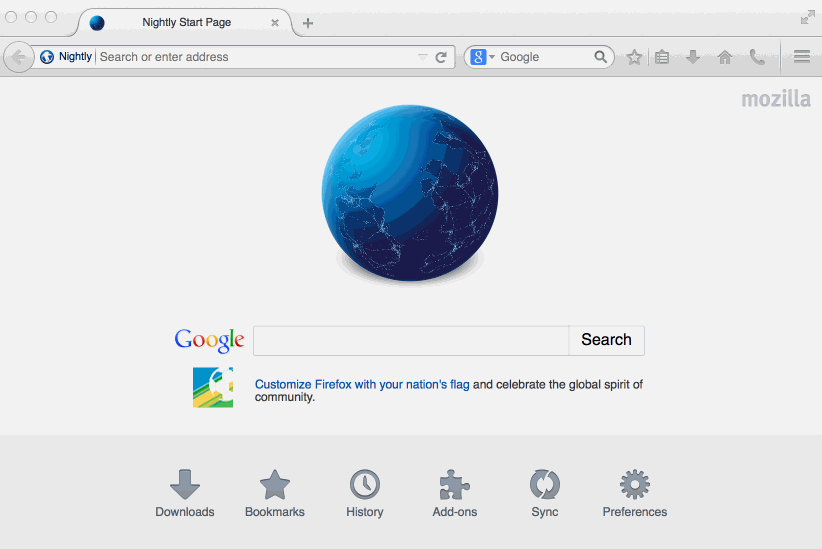 Nightly Start Page
Nightly Search or enter address
Google
mozilla
Google
Search
Customize Firefox with your nation's flag and celebrate the global spirit of
community.
Downloads Bookmarks History Add-ons Sync Preferences